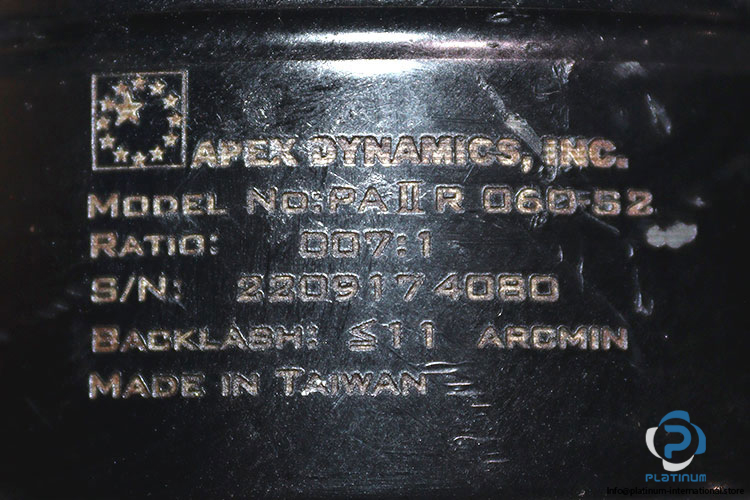 APEX DYNAMICS, INC.
MODEL NO:PAⅡR 060-S2
RATIO: 007:1
S/N: 2209174080
BACKLASH: ≤11 ARCMIN
MADE IN TAIWAN
PLATINUM
info@platinum-international.store